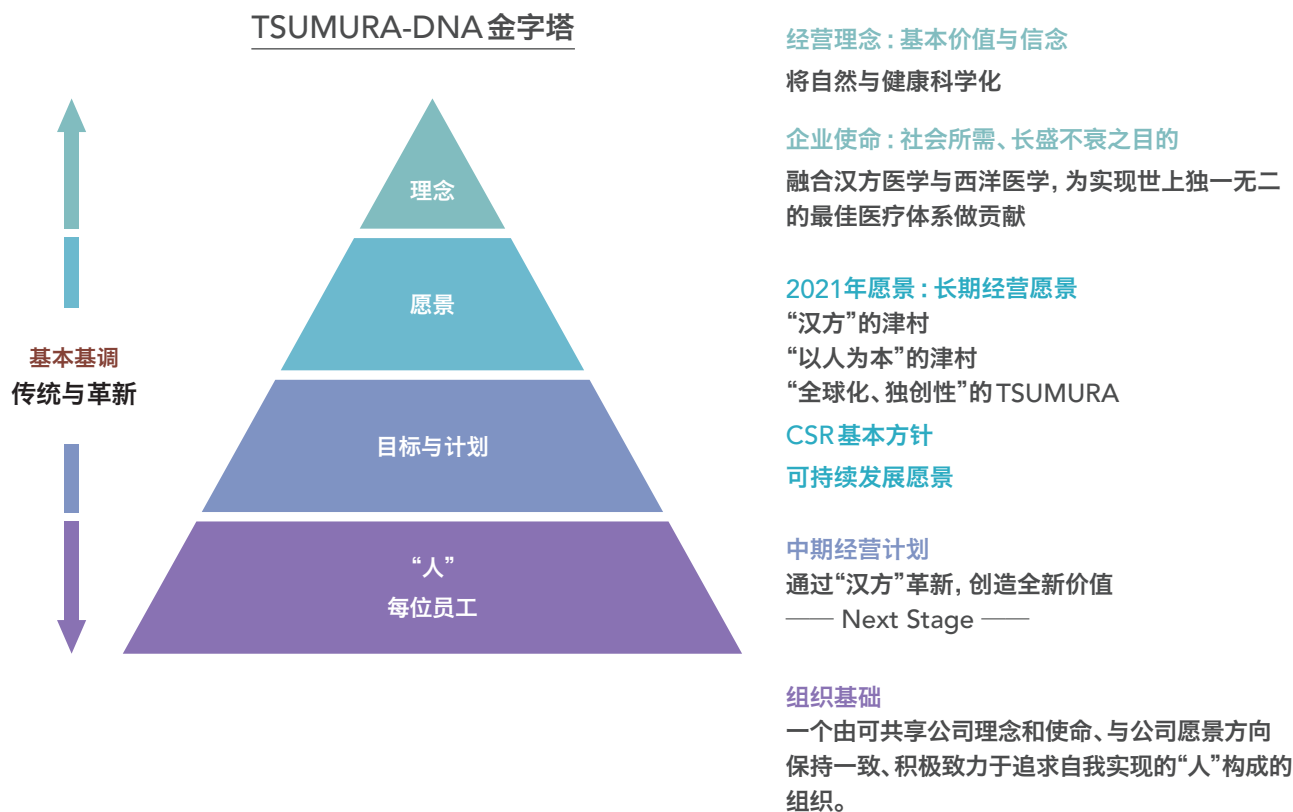 TSUMURA-DNA金字塔
基本基调
传统与革新
理念
愿景
目标与计划
“人”
每位员工
经营理念：基本价值与信念
将自然与健康科学化
企业使命：社会所需、长盛不衰之目的
融合汉方医学与西洋医学，为实现世上独一无二
的最佳医疗体系做贡献
2021年愿景：长期经营愿景
“汉方”的津村
“以人为本”的津村
“全球化、独创性”的TSUMURA
CSR基本方针
可持续发展愿景
中期经营计划
通过“汉方”革新，创造全新价值
—— Next Stage ——
组织基础
一个由可共享公司理念和使命、与公司愿景方向
保持一致、积极致力于追求自我实现的“人”构成的
组织。